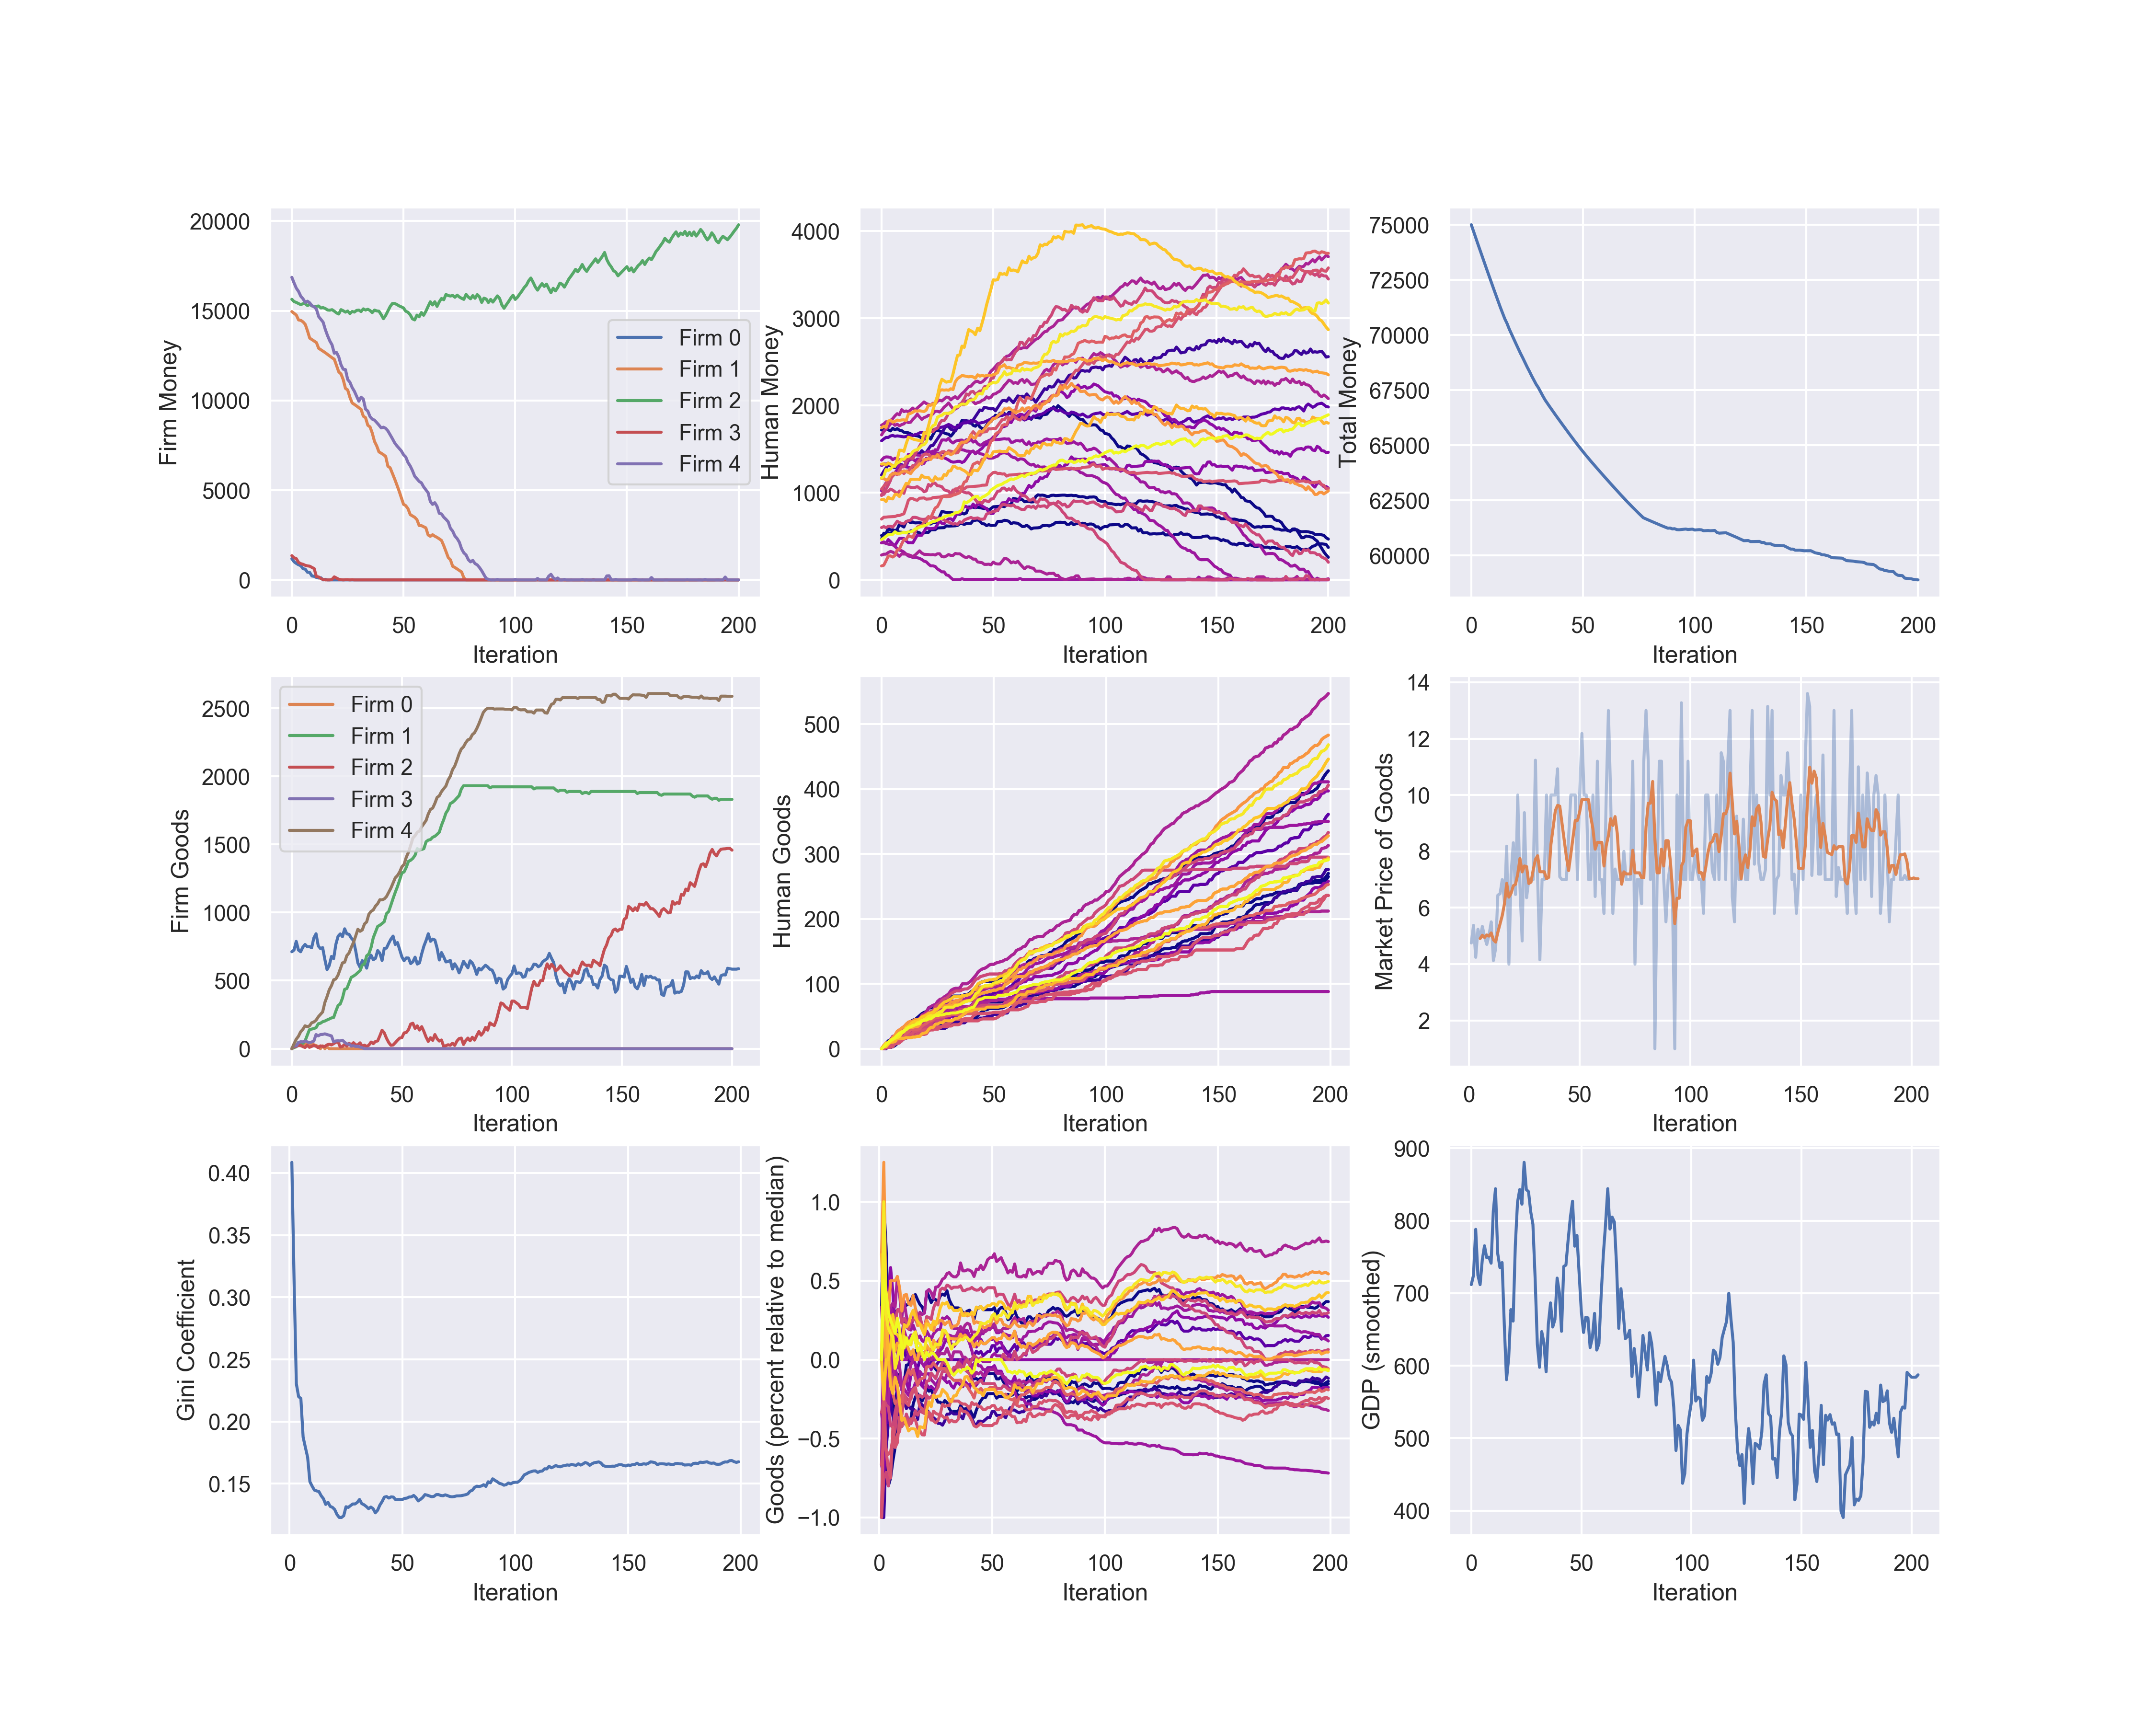 Firm Money
20000
15000
10000
5000
0
Firm 0
Firm 1
Firm 2
Firm 3
Firm 4
0 50 100 150 200
Iteration
Human Money
4000
3000
2000
1000
0
0 50 100 150 200
Iteration
Total Money
75000
72500
70000
67500
65000
62500
60000
0 50 100 150 200
Iteration
Firm Goods
2500
2000
1500
1000
500
0
Firm 0
Firm 1
Firm 2
Firm 3
Firm 4
0 50 100 150 200
Iteration
Human Goods
500
400
300
200
100
0
0 50 100 150 200
Iteration
Market Price of Goods
14
12
10
8
6
4
2
0 50 100 150 200
Iteration
Gini Coefficient
0.40
0.35
0.30
0.25
0.20
0.15
0 50 100 150 200
Iteration
Goods (percent relative to median)
1.0
0.5
0.0
−0.5
−1.0
0 50 100 150 200
Iteration
GDP (smoothed)
900
800
700
600
500
400
0 50 100 150 200
Iteration